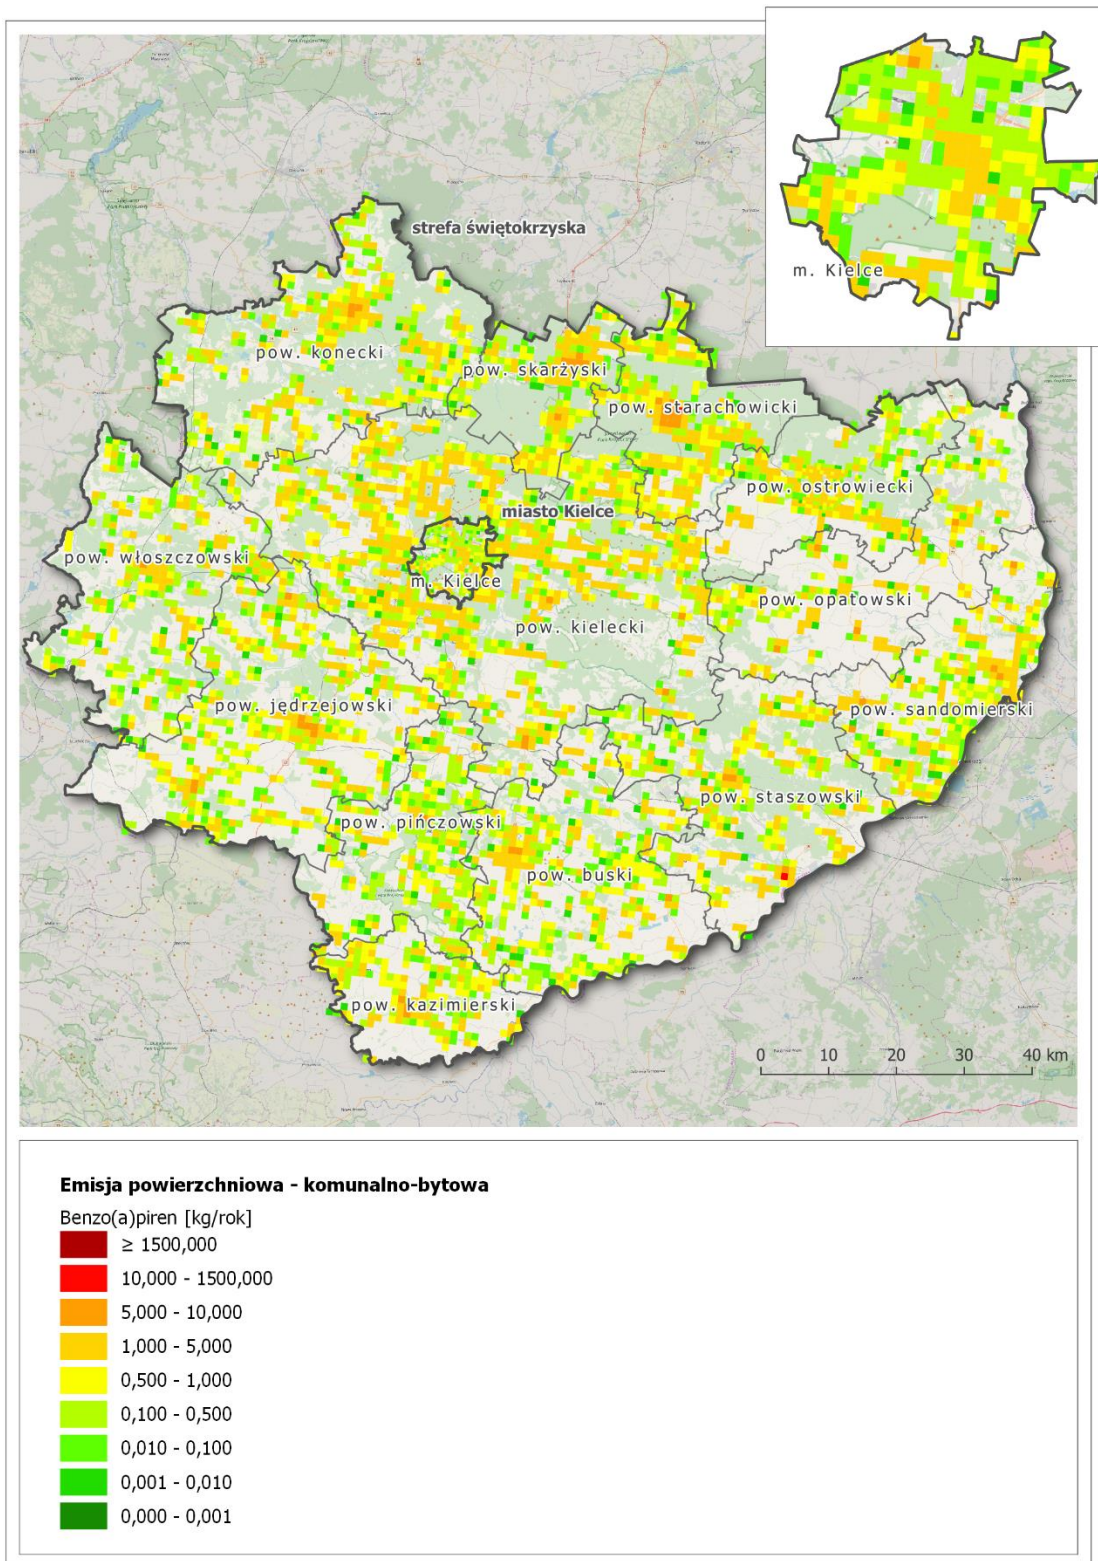 strefa świętokrzyska
m. Kielce
pow. konecki
pow. skarżyski
pow. starachowicki
pow. ostrowiecki
miasto Kielce
pow. włoszczowski
m. Kielce
pow. opatowski
pow. kielecki
pow. jędrzejowski
pow. sandomierski
pow. staszowski
pow. pińczowski
pow. buski
pow. kazimierski
0 10 20 30 40 km
Emisja powierzchniowa - komunalno-bytowa
Benzo(a)piren [kg/rok]
≥ 1500,000
10,000 - 1500,000
5,000 - 10,000
1,000 - 5,000
0,500 - 1,000
0,100 - 0,500
0,010 - 0,100
0,001 - 0,010
0,000 - 0,001